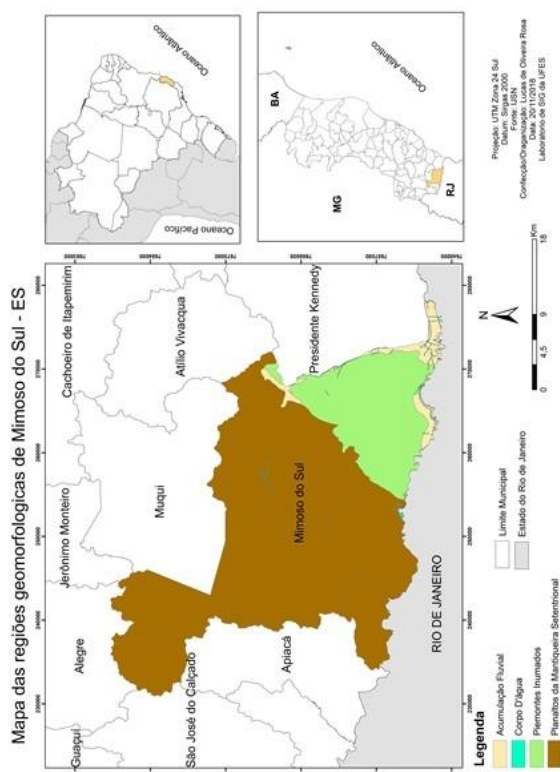 Mapa das regiões geomorfologicas de Mimoso do Sul - ES
Guaçuí
Alegre
Jerônimo Monteiro
Cachoeiro de Itapemirim
Muqui
Atílio Vivacqua
São José do Calçado
Apiacá
Mimoso do Sul
Presidente Kennedy
RIO DE JANEIRO
Oceano Pacífico
Oceano Atlântico
BA
MG
RJ
Oceano Atlântico
Legenda
Acumulação Fluvial
Corpo D'água
Piemontes Inumados
Planaltos da Mantiqueira Setentrional
Limite Municipal
Estado do Rio de Janeiro
N
0 4,5 9 18
Km
Projeção: UTM Zona 24 Sul
Datum: Sirgas 2000
Fonte: IJSN
Confecção/Oraganização: Lucas de Oliveira Rosa
Data: 20/11/2018
Laboratório de SIG da UFES